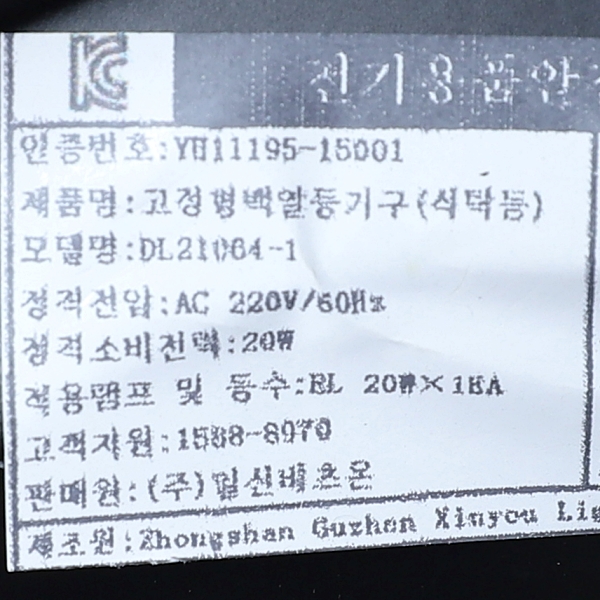 KC
전기용품안
인증번호:YH11195-15001
제품명:고정형백열등기구(식탁등)
모델명:DL21064-1
정격전압:AC 220V/60Hz
정격소비전력:20W
적용램프 및 등수:EL 20W×1EA
고객지원:1588-8970
판매원:(주)일신비츠온
제조원:Zhongshan Guzhen Xinyou